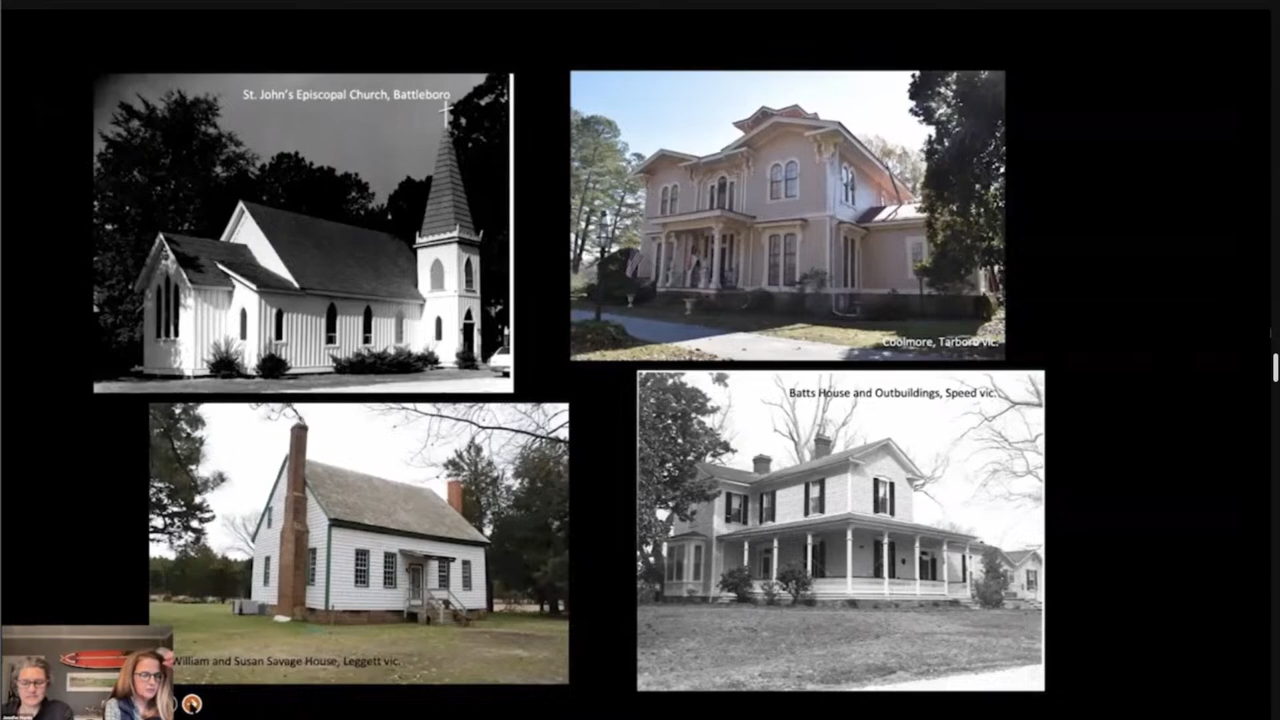 St. John's Episcopal Church, Battleboro
Coolmore, Tarboro vic.
Batts House and Outbuildings, Speed vic.
William and Susan Savage House, Leggett vic.